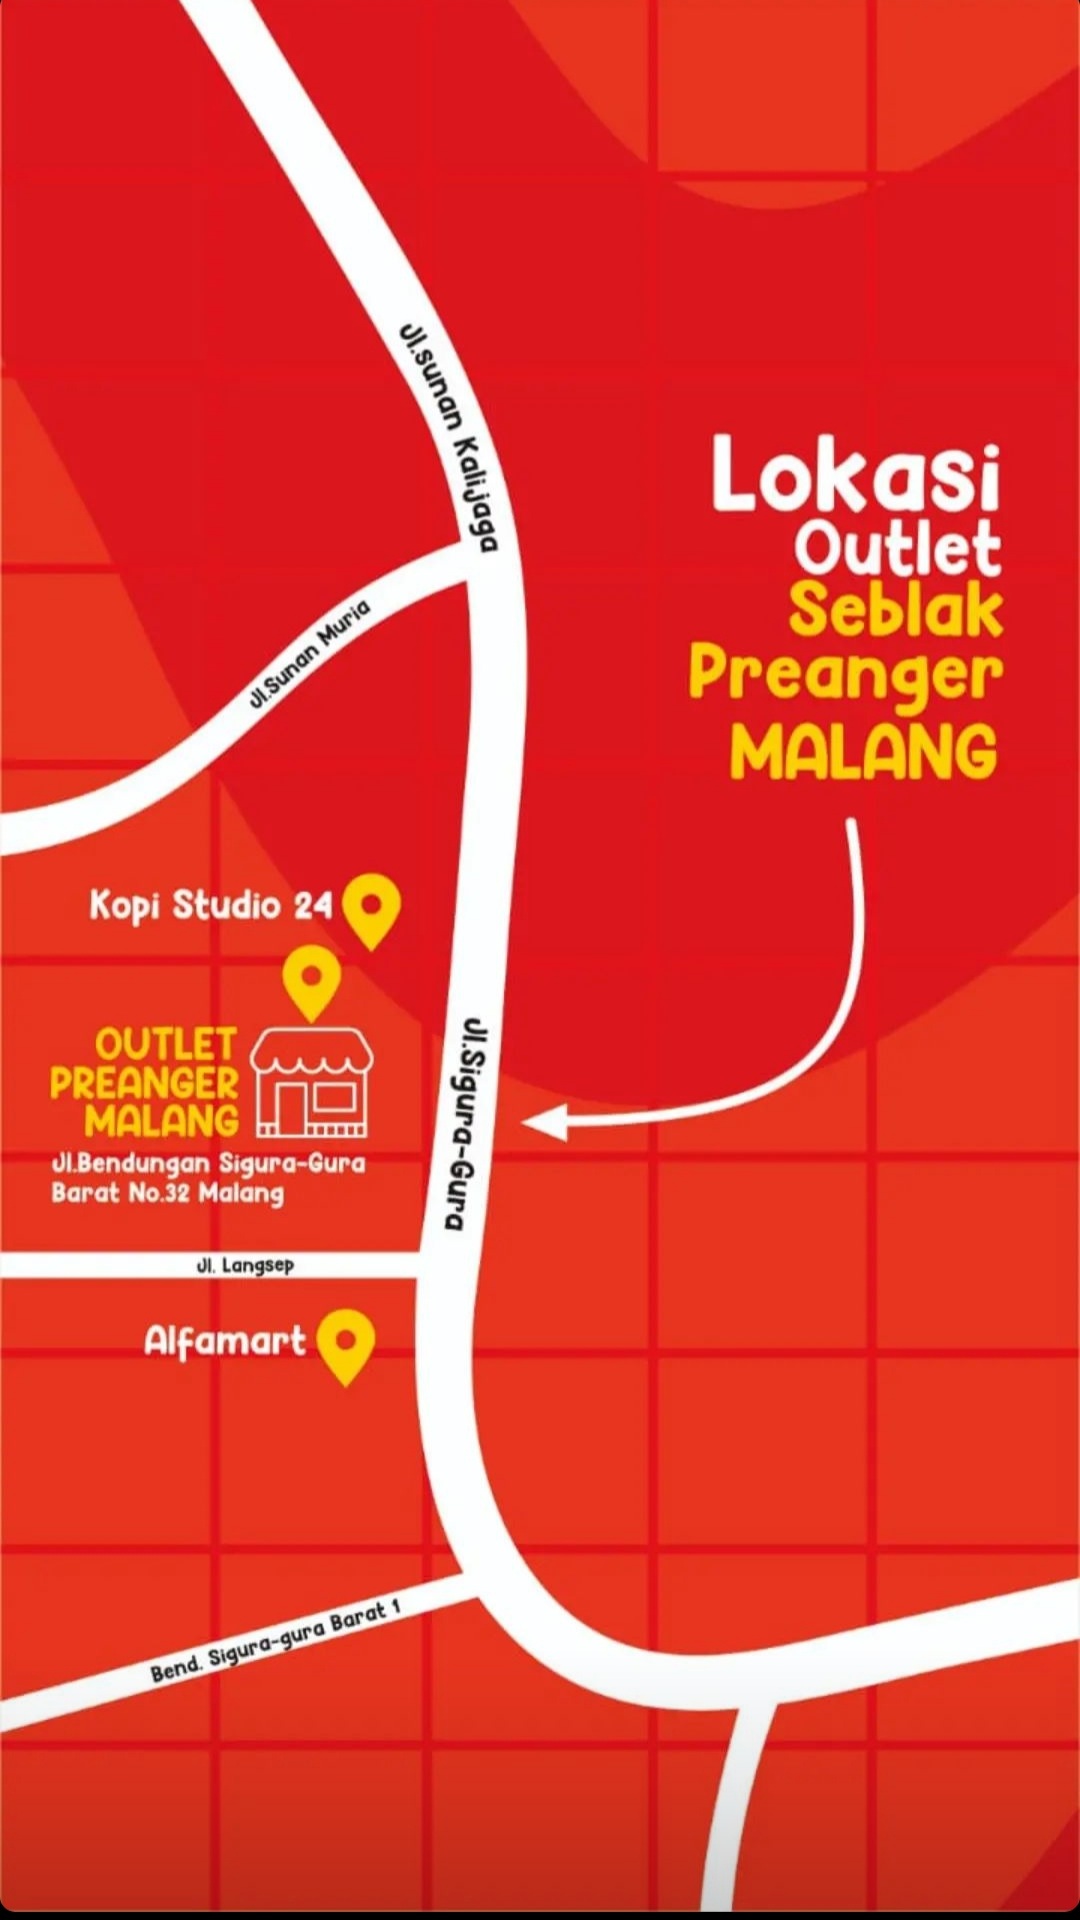 Jl.sunan Kalijaga
Lokasi
Outlet
Seblak
Preanger
MALANG
Jl.Sunan Muria
Kopi Studio 24
OUTLET
PREANGER
MALANG
Jl.Bendungan Sigura-Gura
Barat No.32 Malang
Jl.Sigura-Gura
Jl. Langsep
Alfamart
Bend. Sigura-gura Barat 1